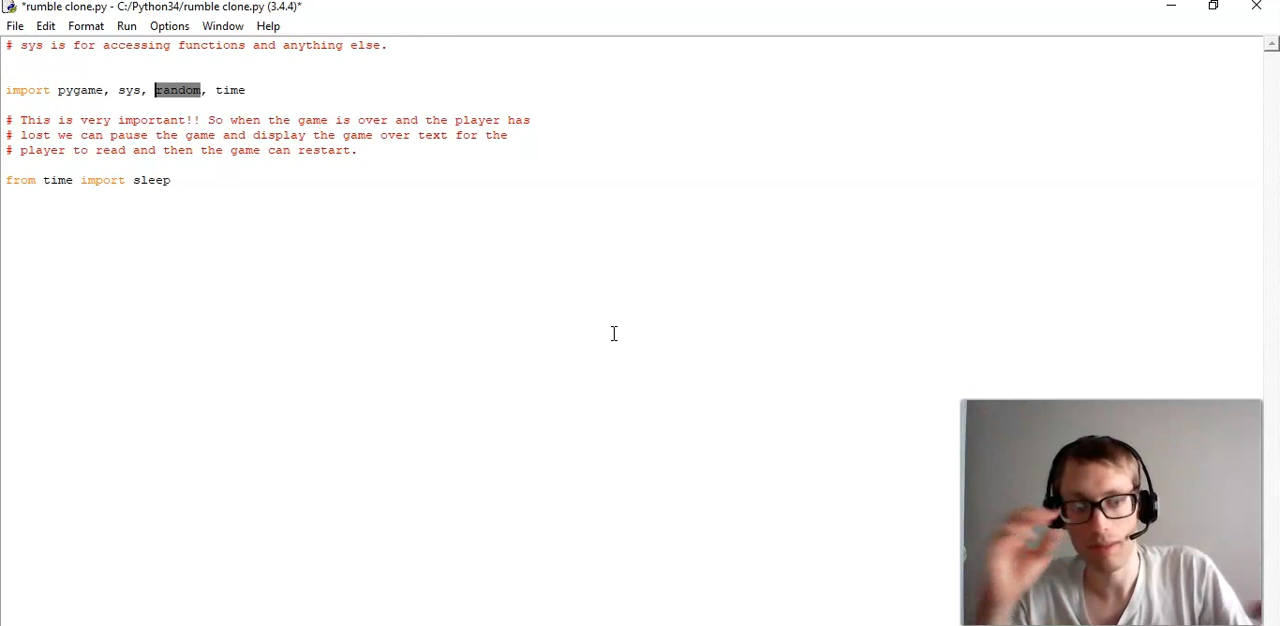 *rumble clone.py - C:/Python34/rumble clone.py (3.4.4)*
File Edit Format Run Options Window Help
# sys is for accessing functions and anything else.
import pygame, sys, random, time
# This is very important!! So when the game is over and the player has
# lost we can pause the game and display the game over text for the
# player to read and then the game can restart.
from time import sleep